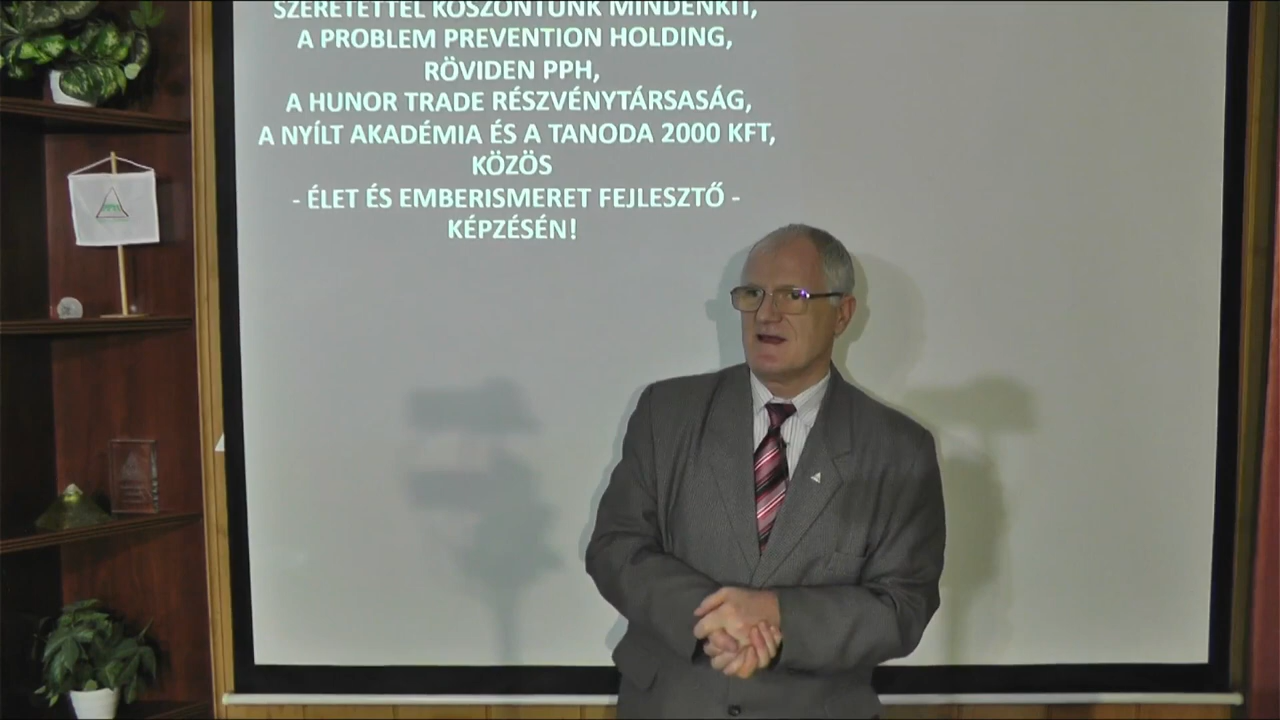 SZERETETTEL KÖSZÖNTÜNK MINDENKIT,
A PROBLEM PREVENTION HOLDING,
RÖVIDEN PPH,
A HUNOR TRADE RÉSZVÉNYTÁRSASÁG,
A NYÍLT AKADÉMIA ÉS A TANODA 2000 KFT,
KÖZÖS
- ÉLET ÉS EMBERISMERET FEJLESZTŐ -
KÉPZÉSÉN!